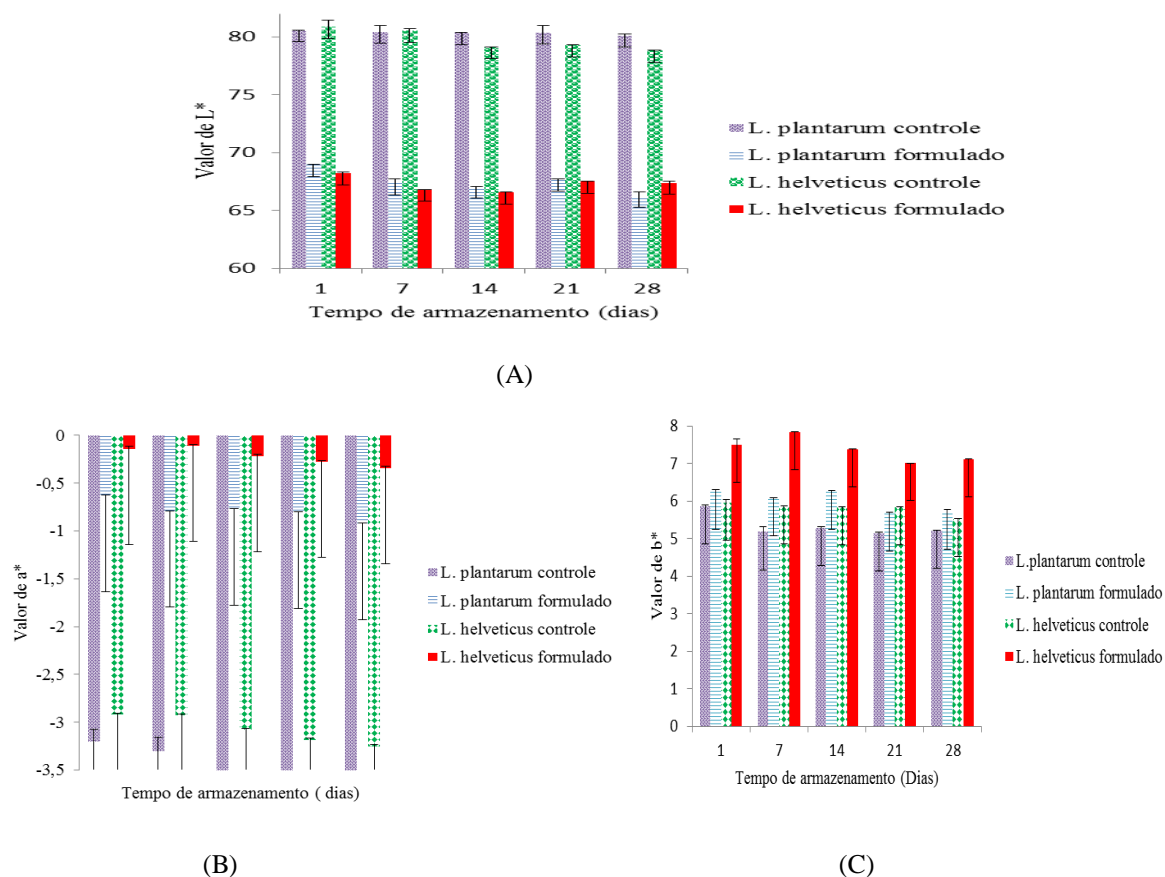 80
75
70
65
60
Valor de L*
1 7 14 21 28
Tempo de armazenamento (dias)
L. plantarum controle
L. plantarum formulado
L. helveticus controle
L. helveticus formulado
(A)
0
-0,5
-1
-1,5
-2
-2,5
-3
-3,5
Valor de a*
Tempo de armazenamento ( dias)
L. plantarum controle
L. plantarum formulado
L. helveticus controle
L. helveticus formulado
(B)
8
7
6
5
4
3
2
1
0
Valor de b*
1 7 14 21 28
Tempo de armazenamento (Dias)
L.plantarum controle
L. plantarum formulado
L. helveticus controle
L. helveticus formulado
(C)